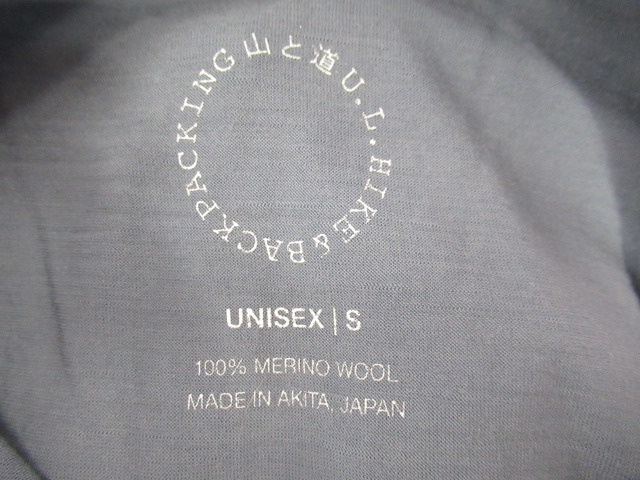 山と道 U.L. HIKE & BACKPACKING
UNISEX | S
100% MERINO WOOL
MADE IN AKITA, JAPAN